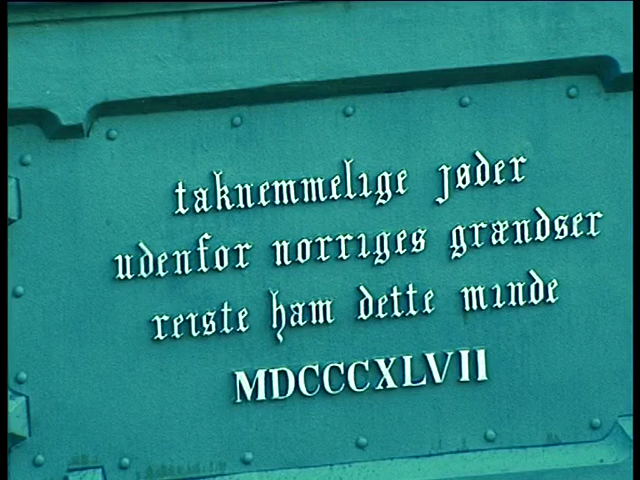 taknemmelige jøder
udenfor norriges grændser
reiste ham dette minde
MDCCCXLVII